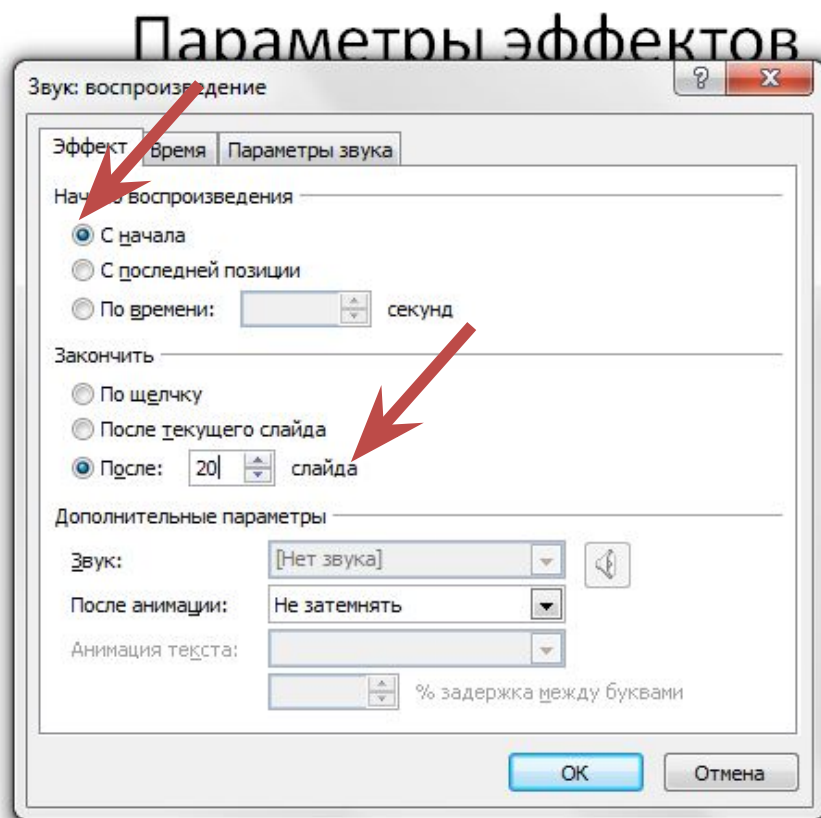 Параметры эффектов
Звук: воспроизведение
Эффект Время Параметры звука
Начало воспроизведения
С начала
С последней позиции
По времени: секунд
Закончить
По щелчку
После текущего слайда
После: 20 слайда
Дополнительные параметры
Звук: [Нет звука]
После анимации: Не затемнять
Анимация текста:
% задержка между буквами
ОК Отмена